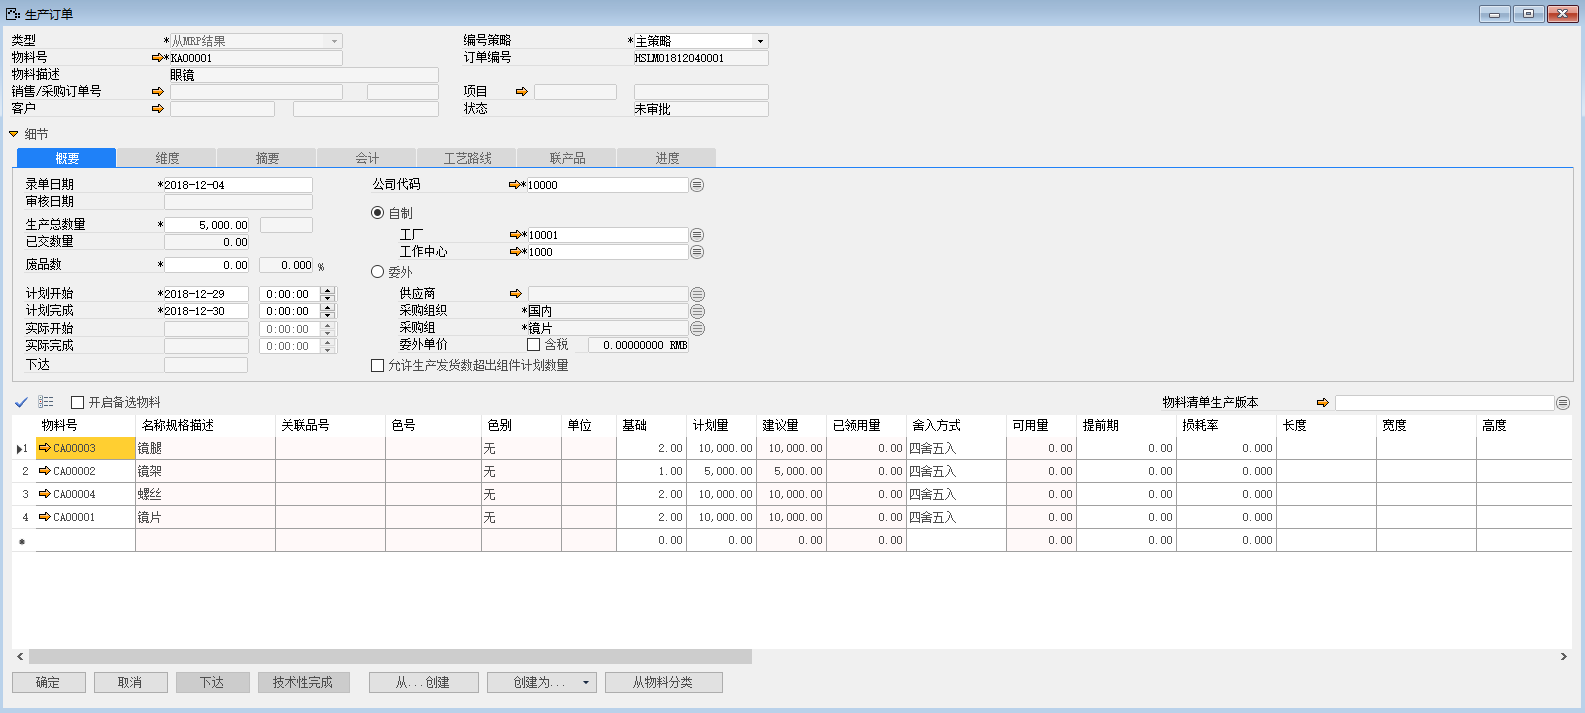 生产订单
类型 *从MRP结果 编号策略 *主策略
物料号 *KA00001 订单编号 HSLM01812040001
物料描述 眼镜
销售/采购订单号 项目
客户 状态 未审批
细节
概要 维度 摘要 会计 工艺路线 联产品 进度
录单日期 *2018-12-04 公司代码 *10000
审核日期
自制
生产总数量 * 5,000.00
工厂 *10001
已交数量 0.00
工作中心 *1000
废品数 * 0.00 0.000 %
委外
计划开始 *2018-12-29 0:00:00 供应商
计划完成 *2018-12-30 0:00:00 采购组织 *国内
实际开始 0:00:00 采购组 *镜片
实际完成 0:00:00 委外单价 含税 0.00000000 RMB
下达 允许生产发货数超出组件计划数量
开启备选物料 物料清单生产版本
物料号 名称规格描述 关联品号 色号 色别 单位 基础 计划量 建议量 已领用量 舍入方式 可用量 提前期 损耗率 长度 宽度 高度
1 CA00003 镜腿 无 2.00 10,000.00 10,000.00 0.00 四舍五入 0.00 0.00 0.000
2 CA00002 镜架 无 1.00 5,000.00 5,000.00 0.00 四舍五入 0.00 0.00 0.000
3 CA00004 螺丝 无 2.00 10,000.00 10,000.00 0.00 四舍五入 0.00 0.00 0.000
4 CA00001 镜片 无 2.00 10,000.00 10,000.00 0.00 四舍五入 0.00 0.00 0.000
* 0.00 0.00 0.00 0.00 0.00 0.00 0.000
确定 取消 下达 技术性完成 从...创建 创建为... 从物料分类